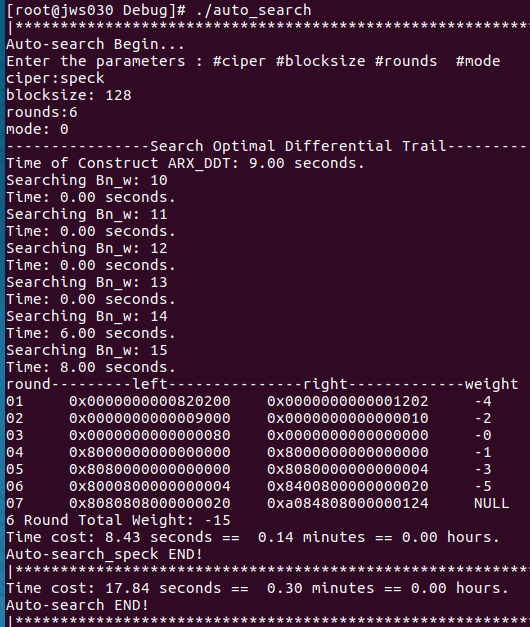 [root@jws030 Debug]# ./auto_search
|************************************************************
Auto-search Begin...
Enter the parameters : #ciper #blocksize #rounds  #mode
ciper:speck
blocksize: 128
rounds:6
mode: 0
----------------Search Optimal Differential Trail---------
Time of Construct ARX_DDT: 9.00 seconds.
Searching Bn_w: 10
Time: 0.00 seconds.
Searching Bn_w: 11
Time: 0.00 seconds.
Searching Bn_w: 12
Time: 0.00 seconds.
Searching Bn_w: 13
Time: 0.00 seconds.
Searching Bn_w: 14
Time: 6.00 seconds.
Searching Bn_w: 15
Time: 8.00 seconds.
round---------left---------------right-------------weight
01     0x0000000000820200    0x0000000000001202     -4
02     0x0000000000009000    0x0000000000000010     -2
03     0x0000000000000080    0x0000000000000000     -0
04     0x8000000000000000    0x8000000000000000     -1
05     0x8080000000000000    0x8080000000000004     -3
06     0x8000800000000004    0x8400800000000020     -5
07     0x8080808000000020    0xa084808000000124     NULL
6 Round Total Weight: -15
Time cost: 8.43 seconds ==  0.14 minutes == 0.00 hours.
Auto-search_speck END!
|************************************************************
Time cost: 17.84 seconds ==  0.30 minutes == 0.00 hours.
Auto-search END!
|************************************************************